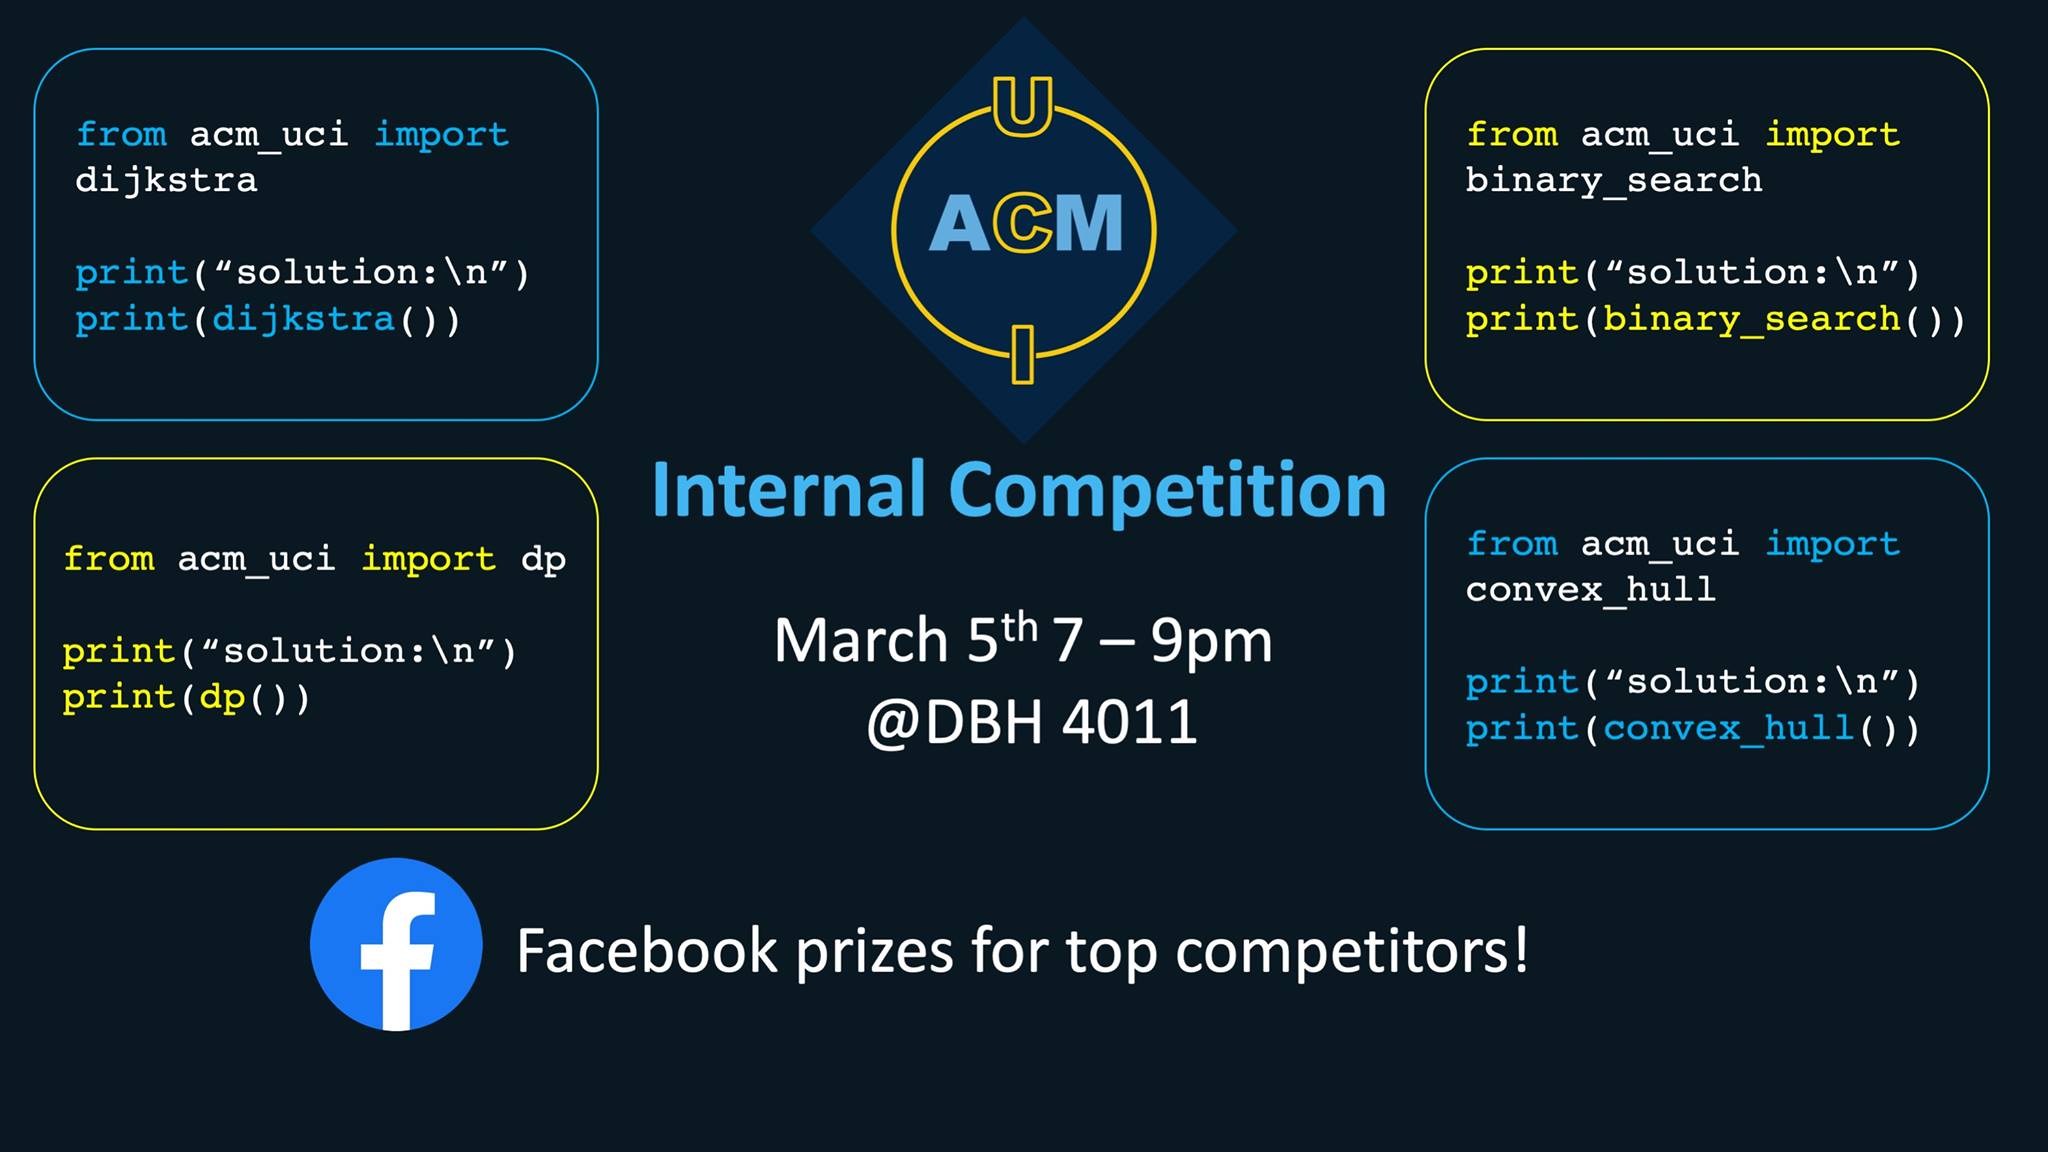 from acm_uci import
dijkstra
print(“solution:\n”)
print(dijkstra())
U
ACM
I
from acm_uci import
binary_search
print(“solution:\n”)
print(binary_search())
from acm_uci import dp
print(“solution:\n”)
print(dp())
Internal Competition
March 5th 7 – 9pm
@DBH 4011
from acm_uci import
convex_hull
print(“solution:\n”)
print(convex_hull())
f
Facebook prizes for top competitors!